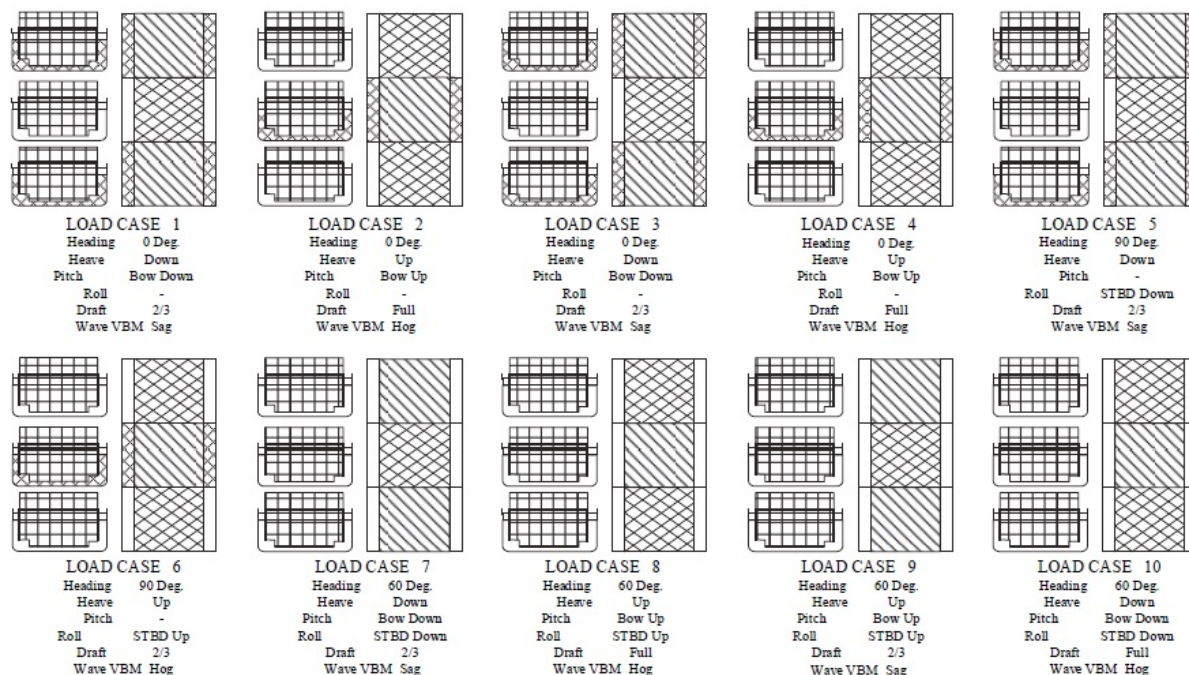 LOAD CASE 1
Heading 0 Deg.
Heave Down
Pitch Bow Down
Roll -
Draft 2/3
Wave VBM Sag
LOAD CASE 2
Heading 0 Deg.
Heave Up
Pitch Bow Up
Roll -
Draft Full
Wave VBM Hog
LOAD CASE 3
Heading 0 Deg.
Heave Down
Pitch Bow Down
Roll -
Draft 2/3
Wave VBM Sag
LOAD CASE 4
Heading 0 Deg.
Heave Up
Pitch Bow Up
Roll -
Draft Full
Wave VBM Hog
LOAD CASE 5
Heading 90 Deg.
Heave Down
Pitch -
Roll STBD Down
Draft 2/3
Wave VBM Sag
LOAD CASE 6
Heading 90 Deg.
Heave Up
Pitch -
Roll STBD Up
Draft 2/3
Wave VBM Hog
LOAD CASE 7
Heading 60 Deg.
Heave Down
Pitch Bow Down
Roll STBD Down
Draft 2/3
Wave VBM Sag
LOAD CASE 8
Heading 60 Deg.
Heave Up
Pitch Bow Up
Roll STBD Up
Draft Full
Wave VBM Hog
LOAD CASE 9
Heading 60 Deg.
Heave Up
Pitch Bow Up
Roll STBD Up
Draft 2/3
Wave VBM Sag
LOAD CASE 10
Heading 60 Deg.
Heave Down
Pitch Bow Down
Roll STBD Down
Draft Full
Wave VBM Hog